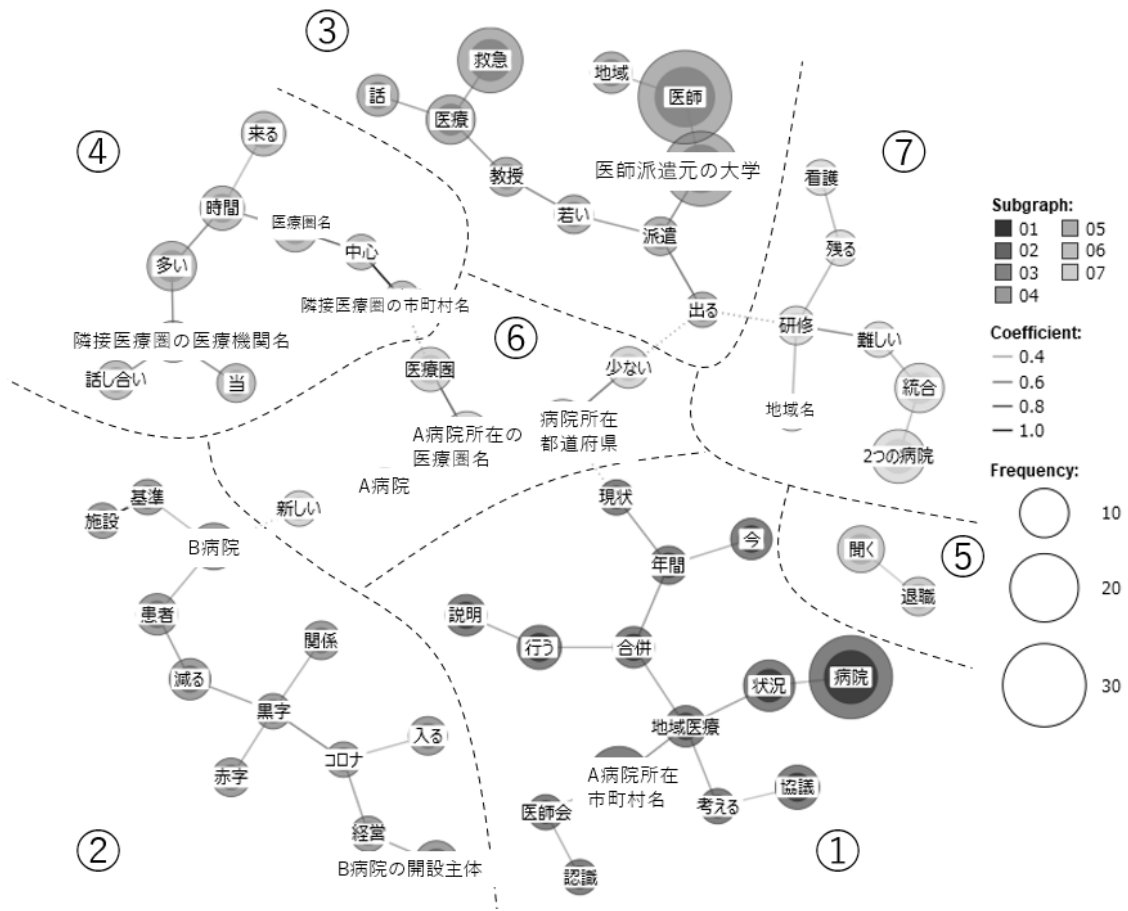 ③
救急
地域
話
医師
医療
④
来る
⑦
教授
医師派遣元の大学
看護
時間
医療圏名
若い
派遣
中心
残る
多い
隣接医療圏の市町村名
出る
研修
難しい
隣接医療圏の医療機関名
⑥
医療圏
少ない
話し合い
当
統合
地域名
A病院所在の
医療圏名
病院所在
都道府県
2つの病院
A病院
基準
施設
新しい
現状
B病院
今
聞く
⑤
年間
退職
患者
説明
関係
行う
合併
減る
状況
病院
黒字
地域医療
入る
コロナ
赤字
A病院所在
市町村名
協議
考える
医師会
経営
②
B病院の開設主体
①
認識
Subgraph:
01
02
03
04
05
06
07
Coefficient:
0.4
0.6
0.8
1.0
Frequency:
10
20
30